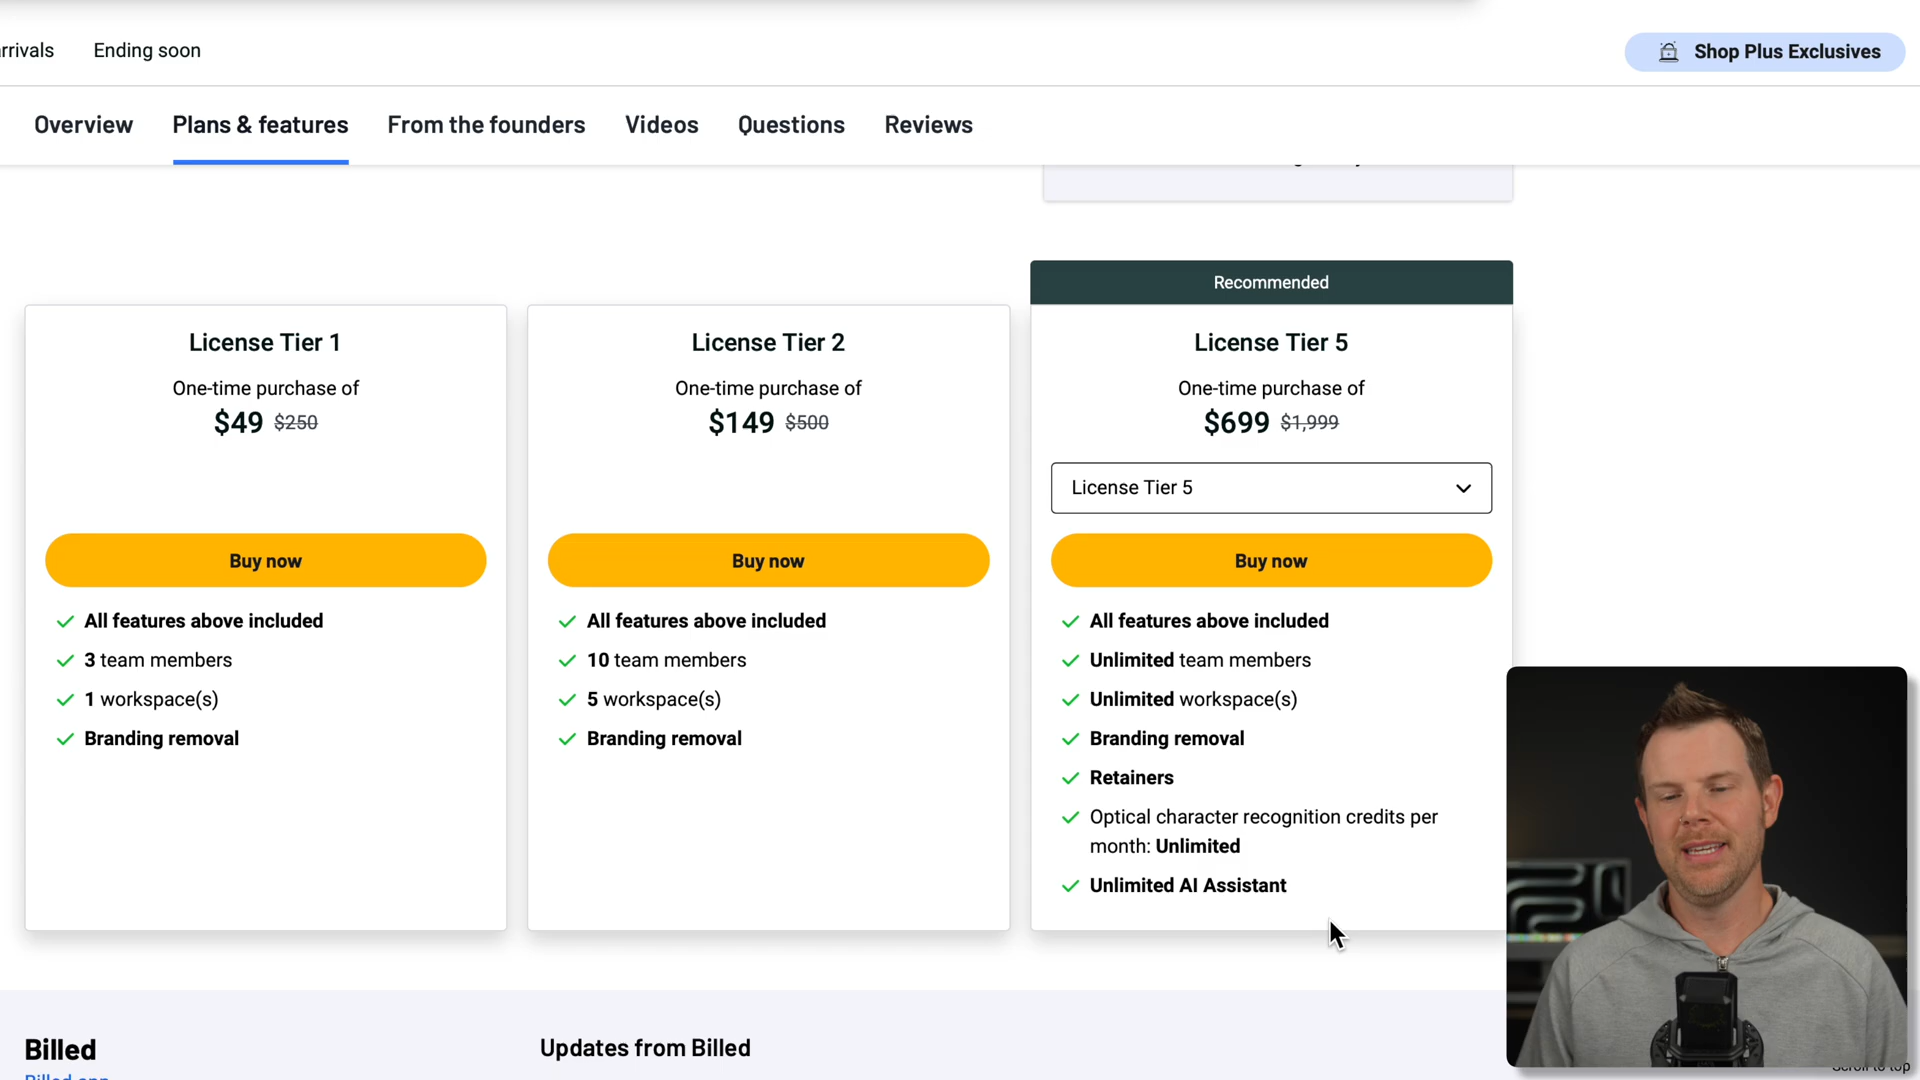 rrivals
Ending soon
Shop Plus Exclusives
Overview
Plans & features
From the founders
Videos
Questions
Reviews
Recommended
License Tier 1
One-time purchase of
$49 $250
Buy now
All features above included
3 team members
1 workspace(s)
Branding removal
License Tier 2
One-time purchase of
$149 $500
Buy now
All features above included
10 team members
5 workspace(s)
Branding removal
License Tier 5
One-time purchase of
$699 $1,999
License Tier 5
Buy now
All features above included
Unlimited team members
Unlimited workspace(s)
Branding removal
Retainers
Optical character recognition credits per
month: Unlimited
Unlimited AI Assistant
Billed
Billed app
Updates from Billed
Scroll to top